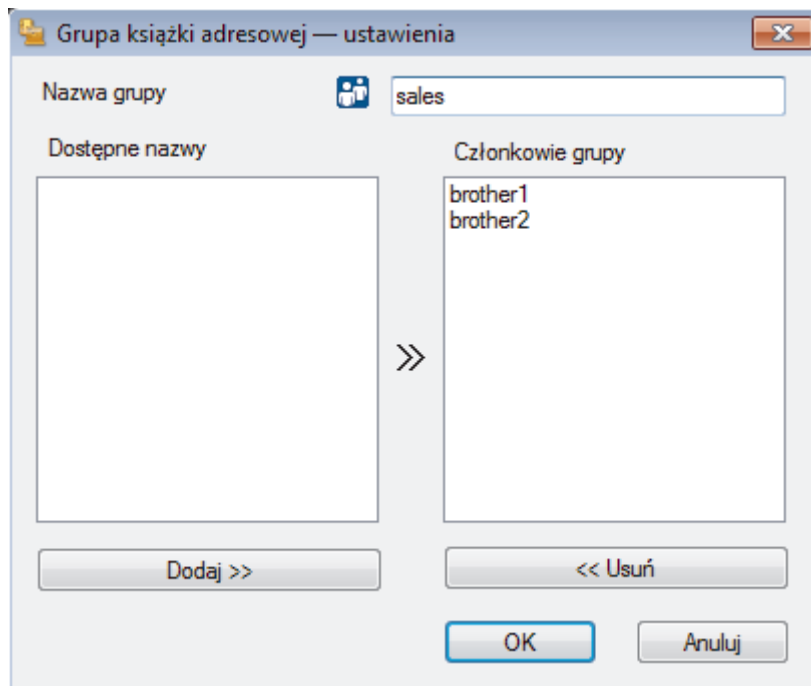 Grupa książki adresowej — ustawienia
Nazwa grupy
sales
Dostępne nazwy
Członkowie grupy
brother1
brother2
Dodaj >>
<< Usuń
OK
Anuluj